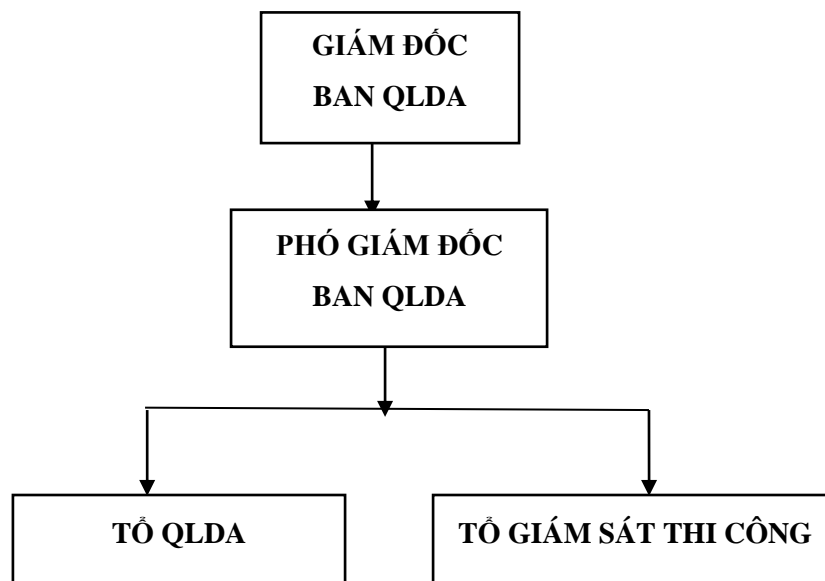 GIÁM ĐỐC
BAN QLDA
PHÓ GIÁM ĐỐC
BAN QLDA
TỔ QLDA
TỔ GIÁM SÁT THI CÔNG